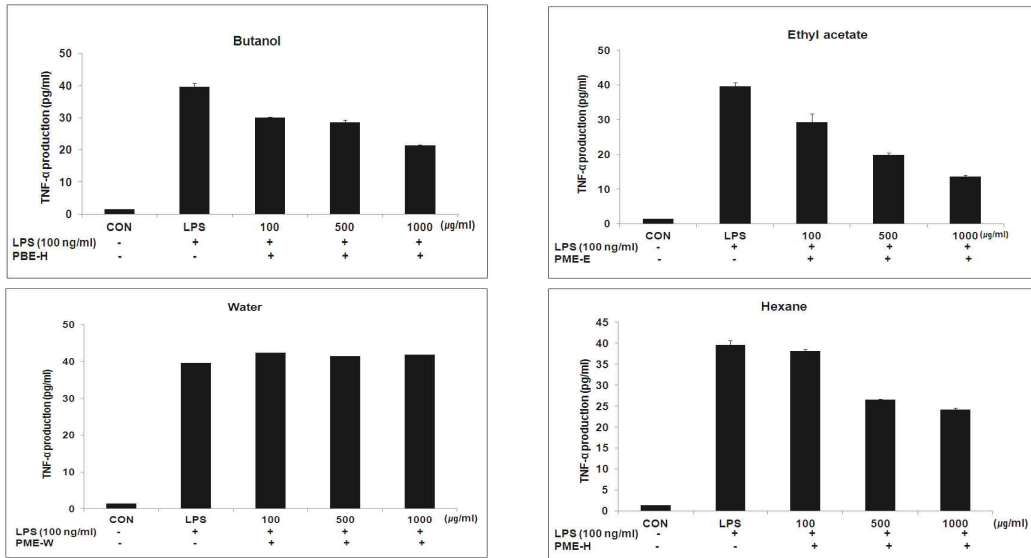 Butanol
TNF-α production (pg/ml)
50
40
30
20
10
0
CON LPS 100 500 1000 (μg/ml)
LPS (100 ng/ml) - + + + +
PBE-H - - + + +
Ethyl acetate
TNF-α production (pg/ml)
50
40
30
20
10
0
CON LPS 100 500 1000 (μg/ml)
LPS (100 ng/ml) - + + + +
PME-E - - + + +
Water
TNF-α production (pg/ml)
50
40
30
20
10
0
CON LPS 100 500 1000 (μg/ml)
LPS (100 ng/ml) - + + + +
PME-W - - + + +
Hexane
TNF-α production (pg/ml)
45
40
35
30
25
20
15
10
5
0
CON LPS 100 500 1000 (μg/ml)
LPS (100 ng/ml) - + + + +
PME-H - - + + +